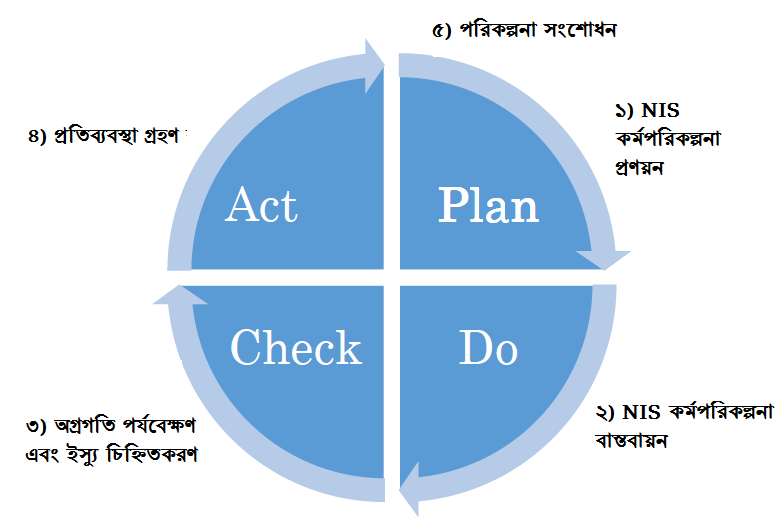 ৫) পরিকল্পনা সংশোধন
১) NIS
কর্মপরিকল্পনা
প্রণয়ন
৪) প্রতিব্যবস্থা গ্রহণ
Act
Plan
Check
Do
৩) অগ্রগতি পর্যবেক্ষণ
এবং ইস্যু চিহ্নিতকরণ
২) NIS কর্মপরিকল্পনা
বাস্তবায়ন